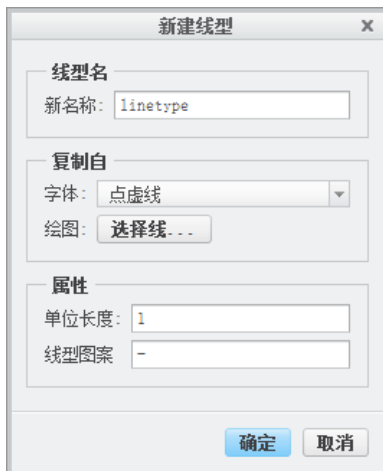 新建线型
线型名
新名称: linetype
复制自
字体: 点虚线
绘图: 选择线...
属性
单位长度: 1
线型图案 -
确定 取消